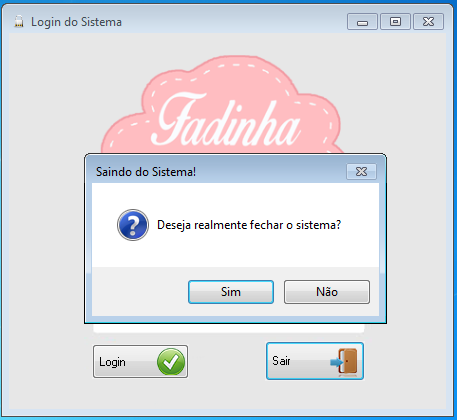 Login do Sistema
Fadinha
Saindo do Sistema!
Deseja realmente fechar o sistema?
Sim
Não
Login
Sair